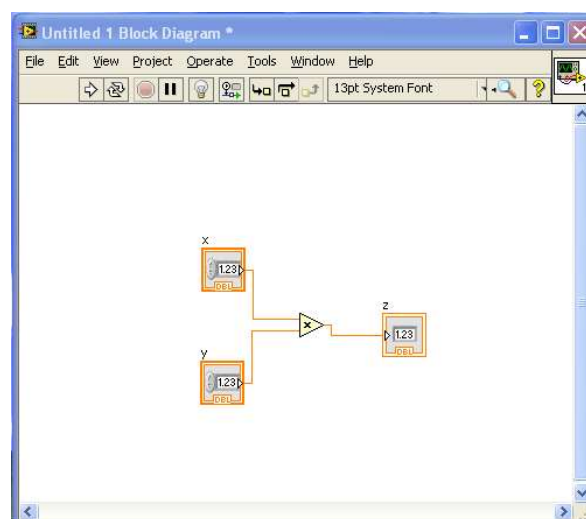 Untitled 1 Block Diagram *
File Edit View Project Operate Tools Window Help
13pt System Font
?
1
x
1.23
DBL
z
1.23
DBL
y
1.23
DBL